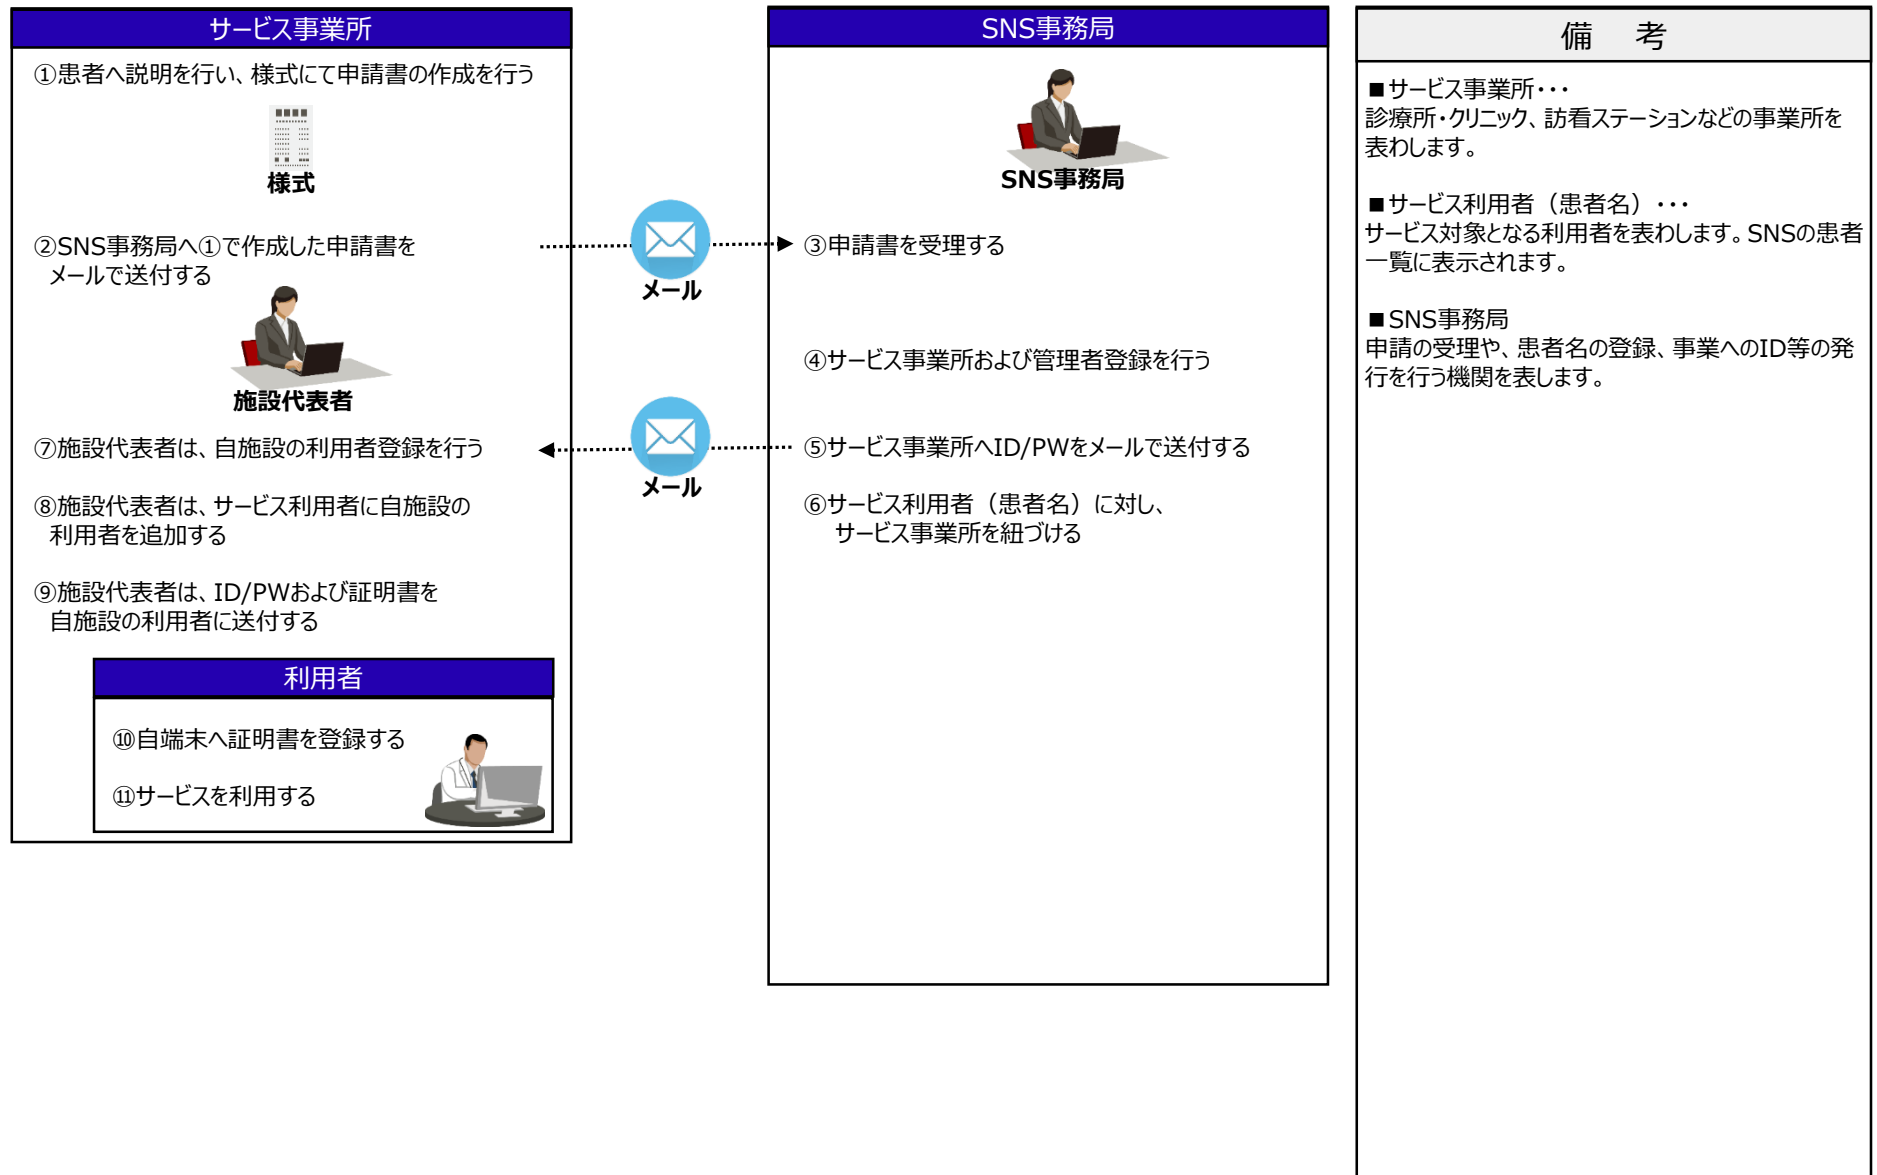 サービス事業所
①患者へ説明を行い、様式にて申請書の作成を行う
様式
②SNS事務局へ①で作成した申請書を
メールで送付する
施設代表者
⑦施設代表者は、自施設の利用者登録を行う
⑧施設代表者は、サービス利用者に自施設の
利用者を追加する
⑨施設代表者は、ID/PWおよび証明書を
自施設の利用者に送付する
利用者
⑩自端末へ証明書を登録する
⑪サービスを利用する
メール
メール
SNS事務局
SNS事務局
③申請書を受理する
④サービス事業所および管理者登録を行う
⑤サービス事業所へID/PWをメールで送付する
⑥サービス利用者（患者名）に対し、
サービス事業所を紐づける
備　考
■サービス事業所・・・
診療所・クリニック、訪看ステーションなどの事業所を
表わします。
■サービス利用者（患者名）・・・
サービス対象となる利用者を表わします。SNSの患者
一覧に表示されます。
■SNS事務局
申請の受理や、患者名の登録、事業へのID等の発
行を行う機関を表します。